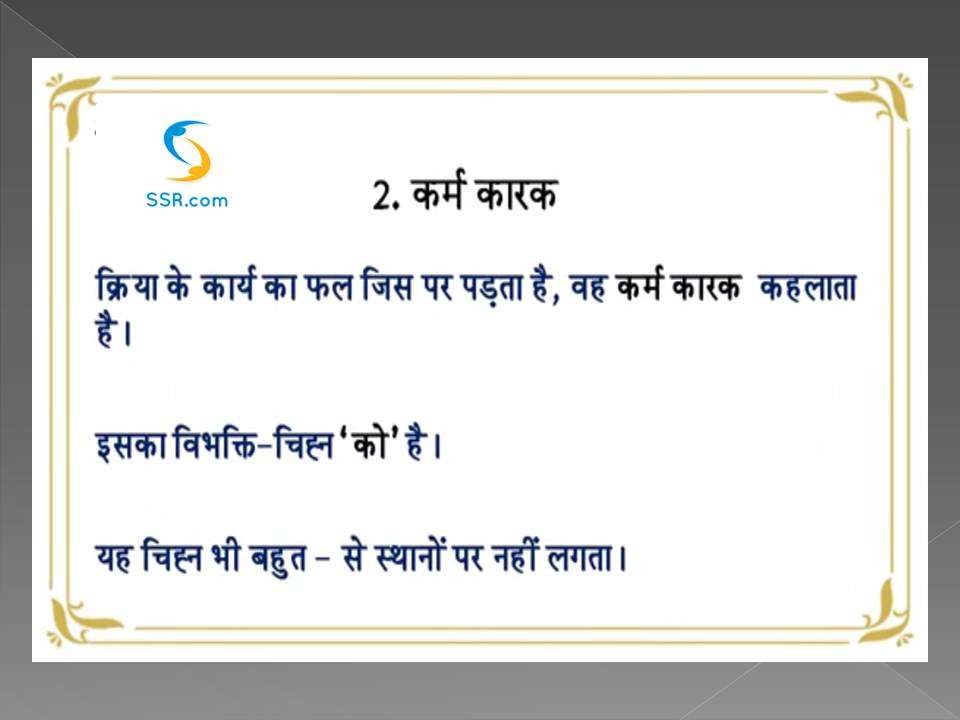 SSR.com
2. कर्म कारक
क्रिया के कार्य का फल जिस पर पड़ता है, वह कर्म कारक कहलाता
है।
इसका विभक्ति-चिह्न ‘को’ है।
यह चिह्न भी बहुत - से स्थानों पर नहीं लगता।